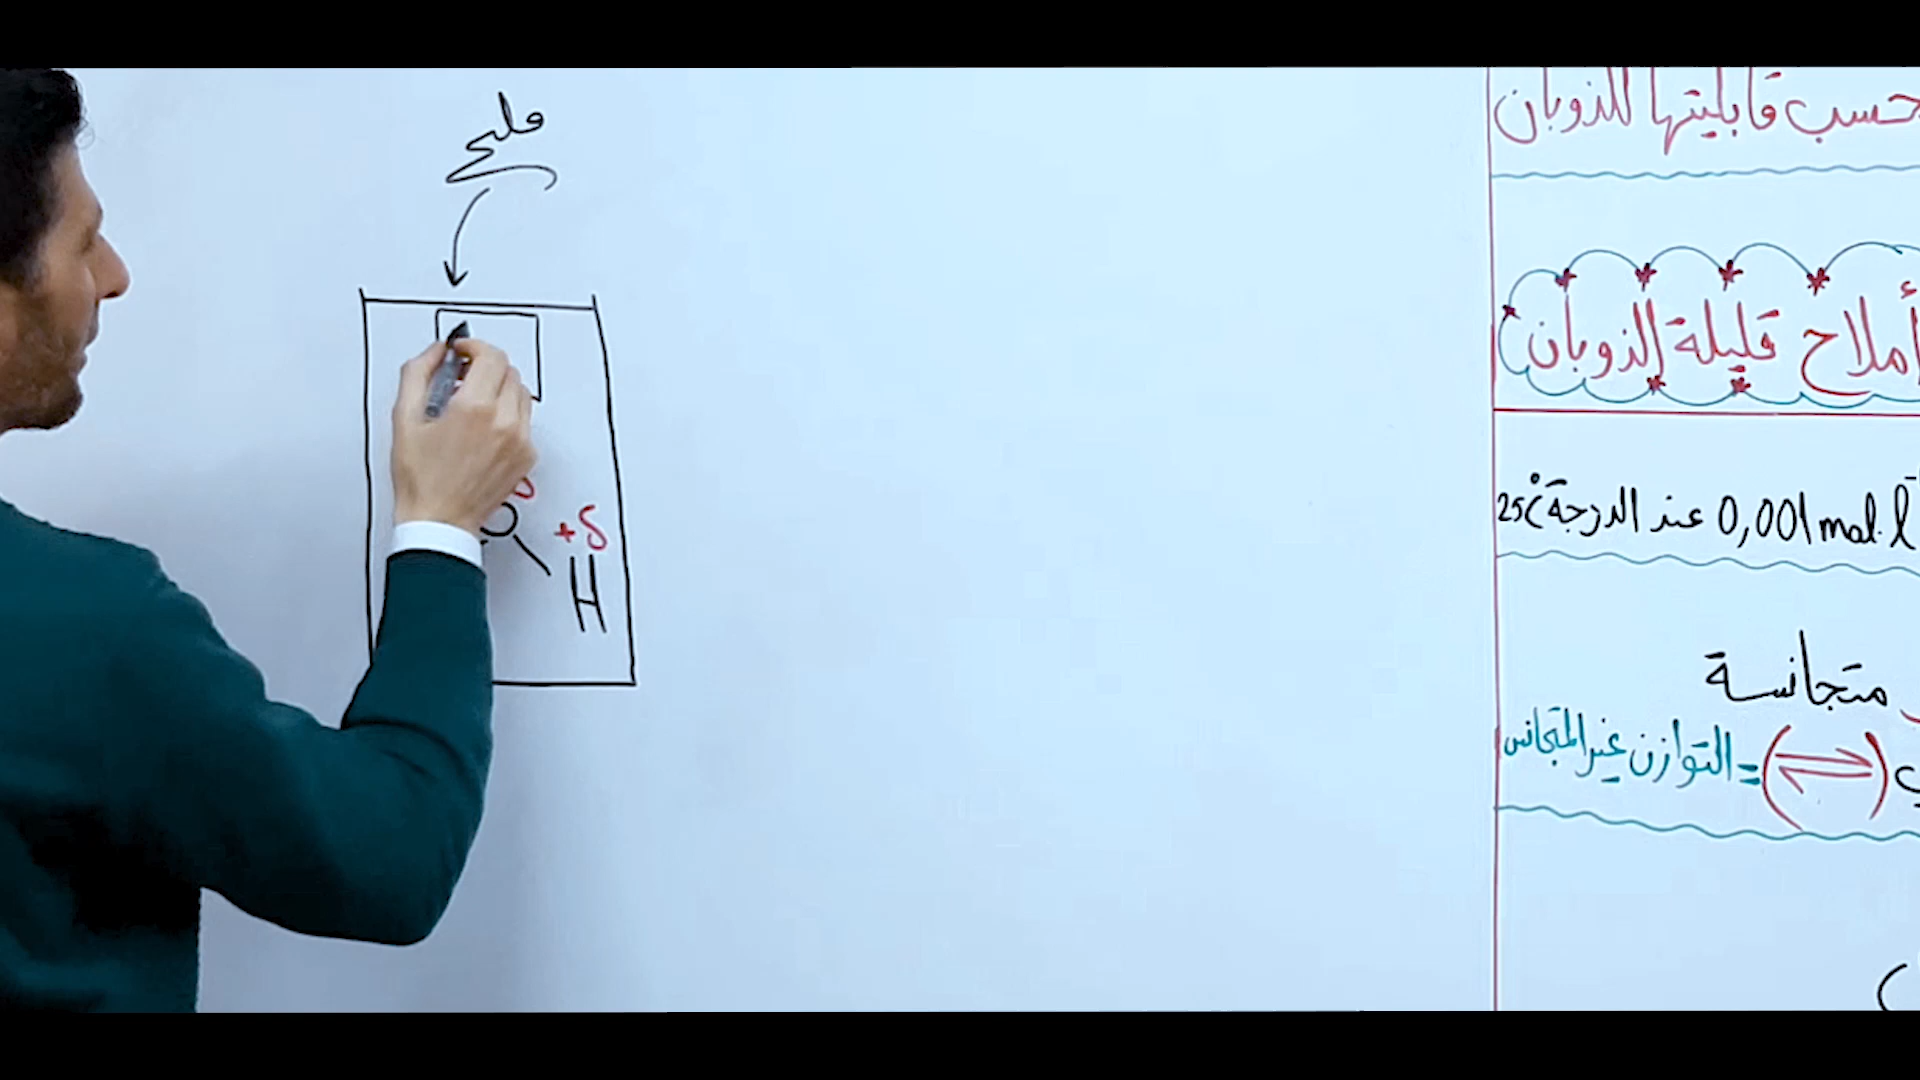 حسب قابليتها للذوبان
ملح
أملاح قليلة الذوبان
δ
O
+δ
H
0,001 mol.l⁻ عند الدرجة 25°C
متجانسة
(⇌) = التوازن غير المتجانس